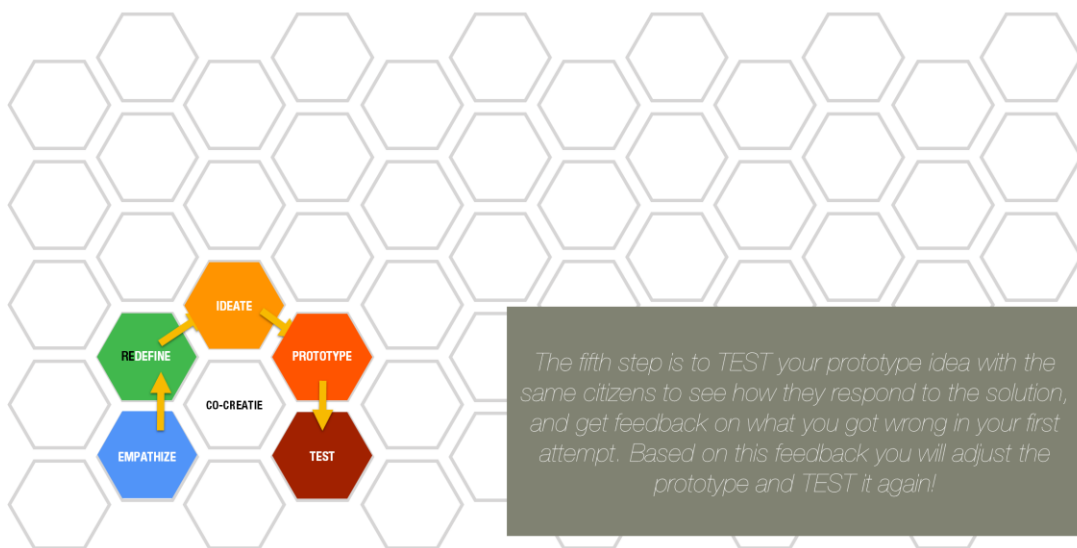 IDEATE
REDEFINE
PROTOTYPE
CO-CREATIE
EMPATHIZE
TEST
The fifth step is to TEST your prototype idea with the
same citizens to see how they respond to the solution,
and get feedback on what you got wrong in your first
attempt. Based on this feedback you will adjust the
prototype and TEST it again!